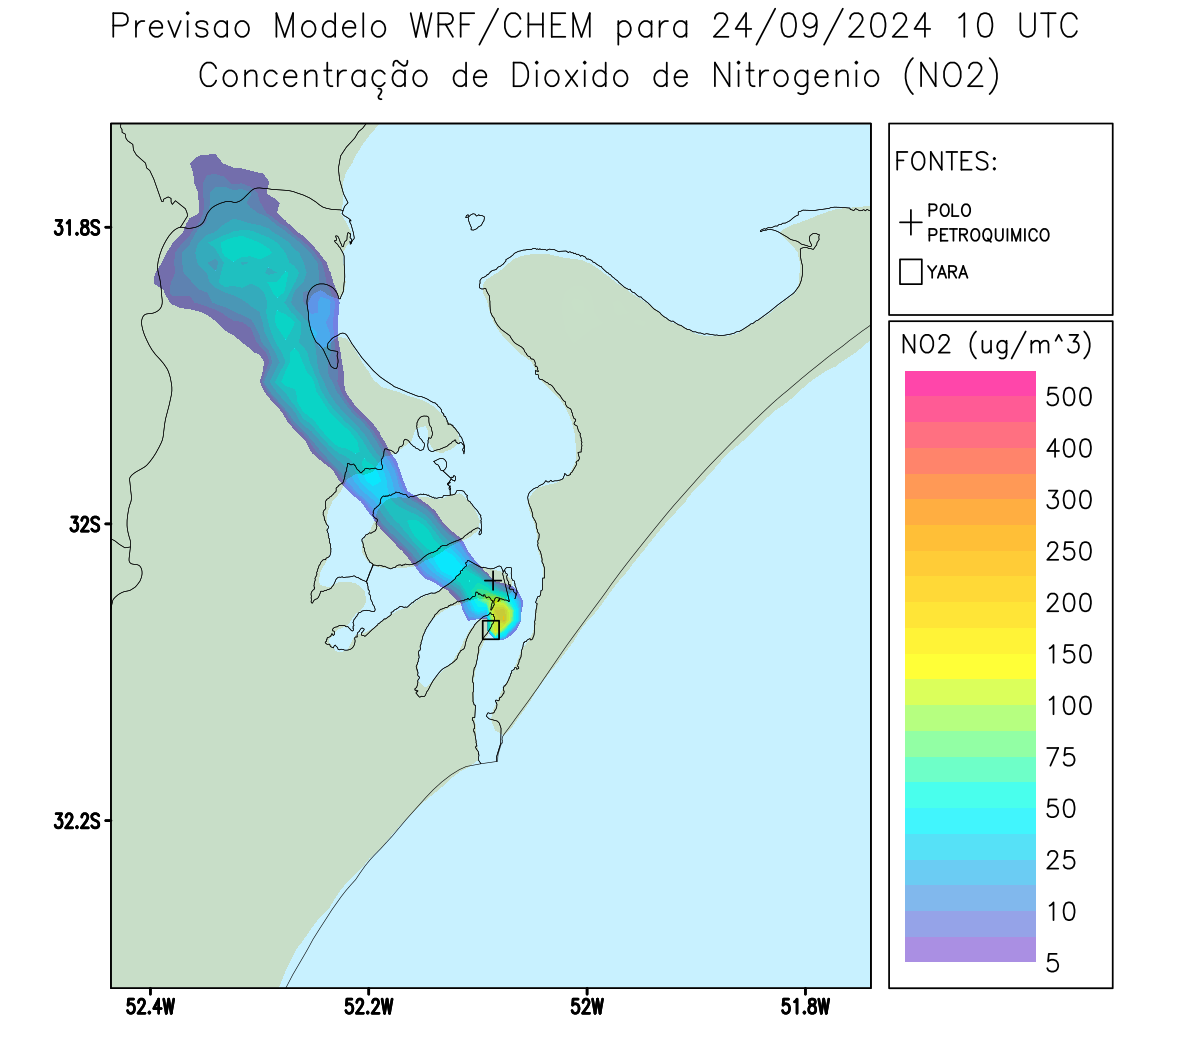 Previsao Modelo WRF/CHEM para 24/09/2024 10 UTC
Concentração de Dioxido de Nitrogenio (NO2)
FONTES:
POLO
PETROQUIMICO
YARA
NO2 (ug/m^3)
500
400
300
250
200
150
100
75
50
25
10
5
31.8S
32S
32.2S
52.4W
52.2W
52W
51.8W